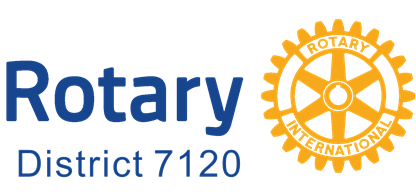 Rotary
District 7120
ROTARY
INTERNATIONAL